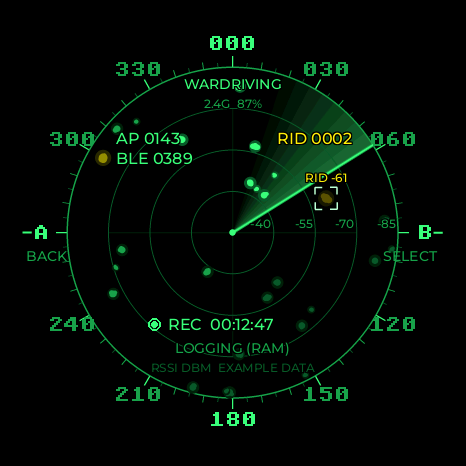 000
330 030
WARDRIVING
2.4G 87%
300 AP 0143 RID 0002 060
BLE 0389
RID -61
-40 -55 -70 -85
-A B-
BACK SELECT
240 REC 00:12:47 120
LOGGING (RAM)
RSSI DBM EXAMPLE DATA
210 150
180